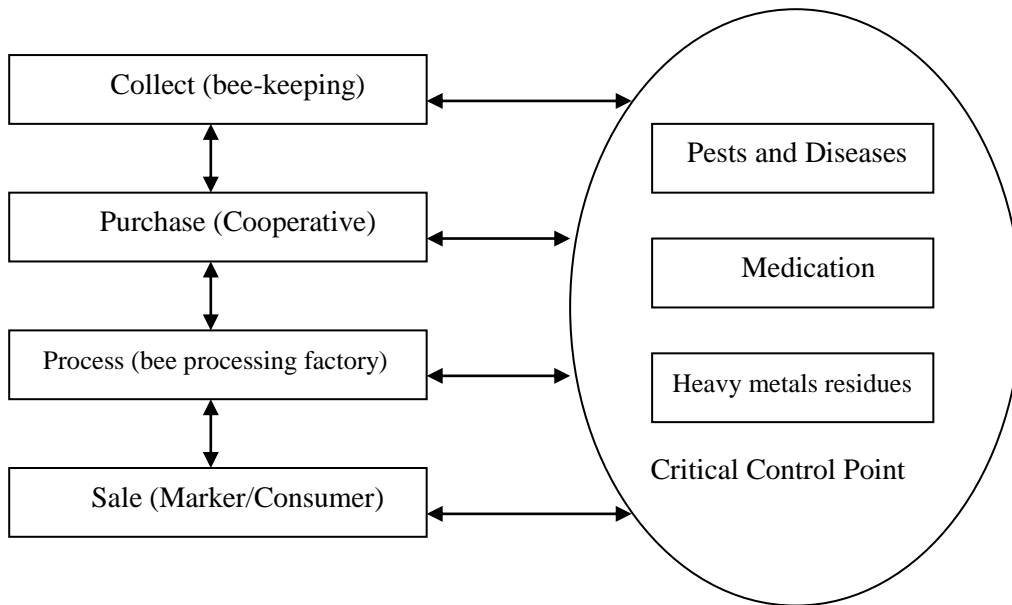 Collect (bee-keeping)
Purchase (Cooperative)
Process (bee processing factory)
Sale (Marker/Consumer)
Pests and Diseases
Medication
Heavy metals residues
Critical Control Point